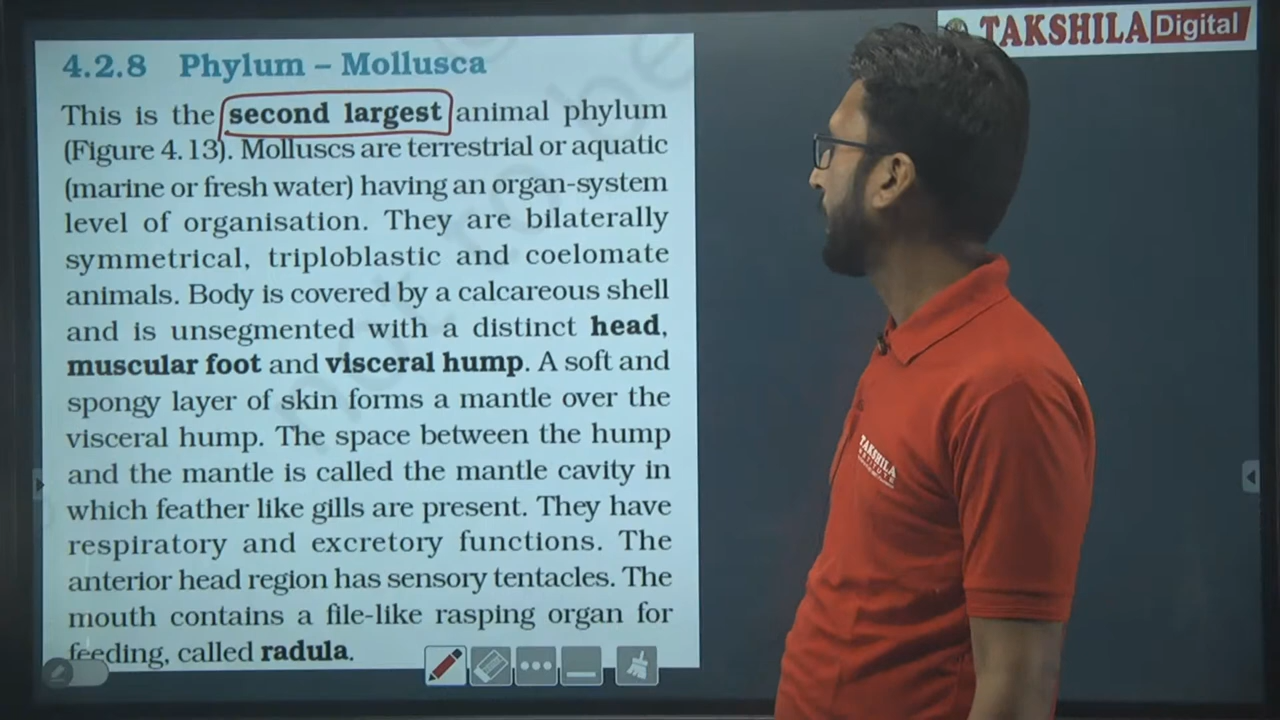 TAKSHILA Digital
4.2.8 Phylum – Mollusca
This is the second largest animal phylum
(Figure 4.13). Molluscs are terrestrial or aquatic
(marine or fresh water) having an organ-system
level of organisation. They are bilaterally
symmetrical, triploblastic and coelomate
animals. Body is covered by a calcareous shell
and is unsegmented with a distinct head,
muscular foot and visceral hump. A soft and
spongy layer of skin forms a mantle over the
visceral hump. The space between the hump
and the mantle is called the mantle cavity in
which feather like gills are present. They have
respiratory and excretory functions. The
anterior head region has sensory tentacles. The
mouth contains a file-like rasping organ for
feeding, called radula.
TAKSHILA
INSTITUTE